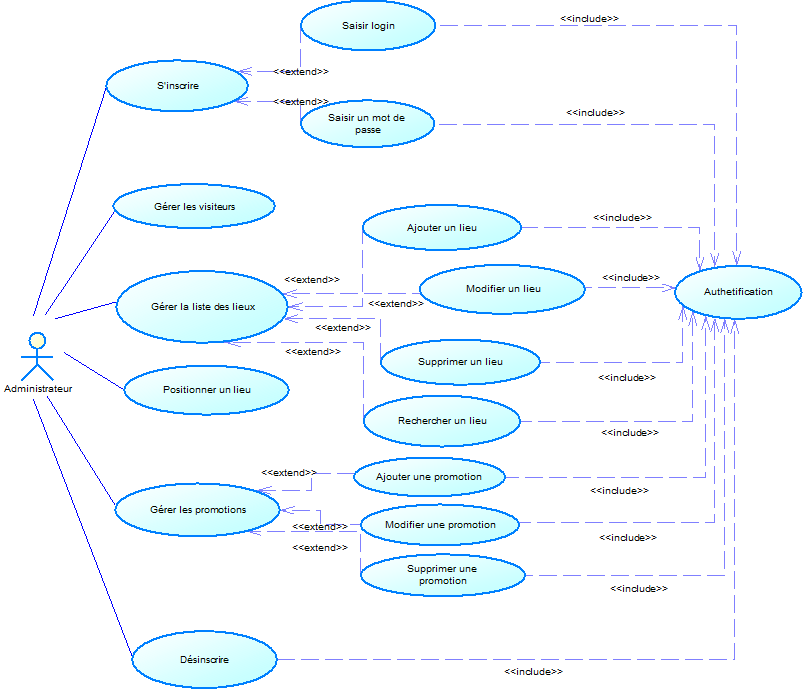 Saisir login
<<include>>
<<extend>>
S'inscrire
<<extend>>
Saisir un mot de
passe
<<include>>
Gérer les visiteurs
Ajouter un lieu
<<include>>
<<extend>>
Modifier un lieu
<<include>>
Authetification
Gérer la liste des lieux
<<extend>>
<<extend>>
<<extend>>
Supprimer un lieu
<<include>>
Administrateur
Positionner un lieu
Rechercher un lieu
<<include>>
<<extend>>
Ajouter une promotion
<<include>>
Gérer les promotions
<<extend>>
Modifier une promotion
<<include>>
<<extend>>
Supprimer une
promotion
<<include>>
Désinscrire
<<include>>